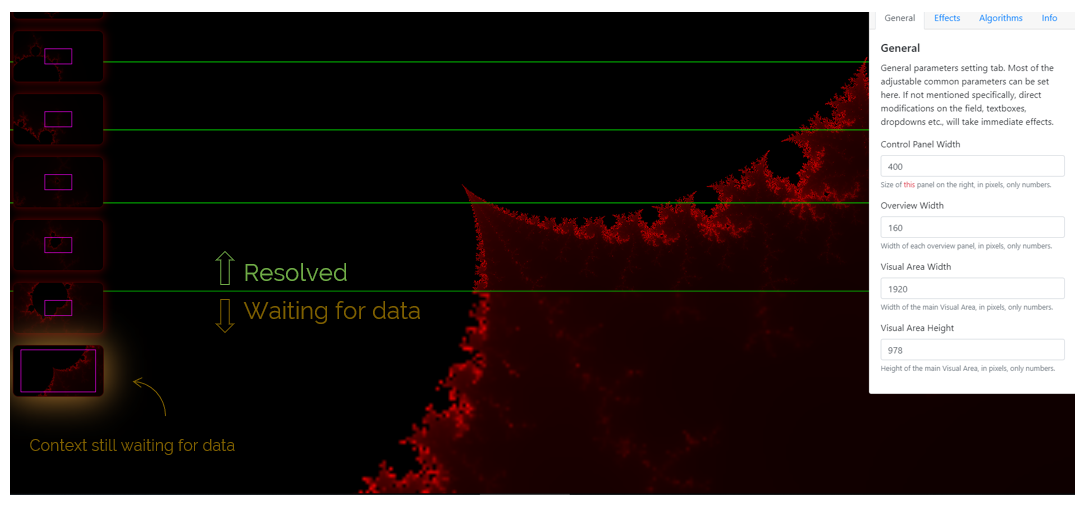 General Effects Algorithms Info
General
General parameters setting tab. Most of the
adjustable common parameters can be set
here. If not mentioned specifically, direct
modifications on the field, textboxes,
dropdowns etc., will take immediate effects.
Control Panel Width
400
Size of this panel on the right, in pixels, only numbers.
Overview Width
160
Width of each overview panel, in pixels, only numbers.
Visual Area Width
1920
Width of the main Visual Area, in pixels, only numbers.
Visual Area Height
978
Height of the main Visual Area, in pixels, only numbers.
Resolved
Waiting for data
Context still waiting for data